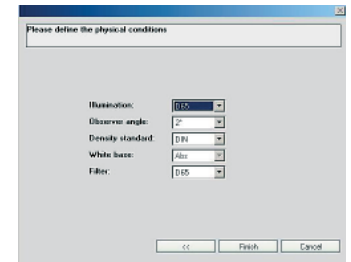 Please define the physical conditions
Illumination: D65
Observer angle: 2°
Density standard: DIN
White base: Abs
Filter: D65
<< Finish Cancel